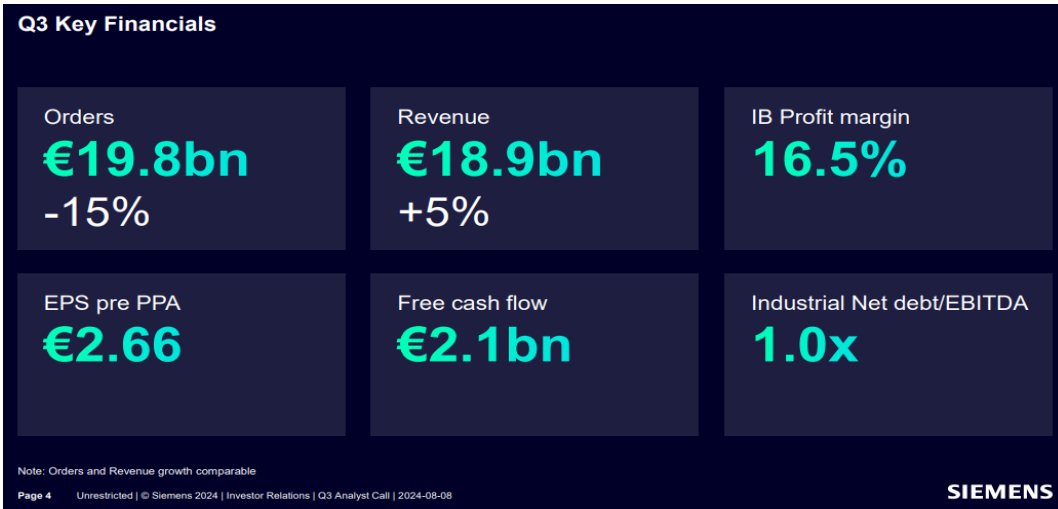 Q3 Key Financials
Orders
€19.8bn
-15%
Revenue
€18.9bn
+5%
IB Profit margin
16.5%
EPS pre PPA
€2.66
Free cash flow
€2.1bn
Industrial Net debt/EBITDA
1.0x
Note: Orders and Revenue growth comparable
Page 4 Unrestricted | © Siemens 2024 | Investor Relations | Q3 Analyst Call | 2024-08-08
SIEMENS